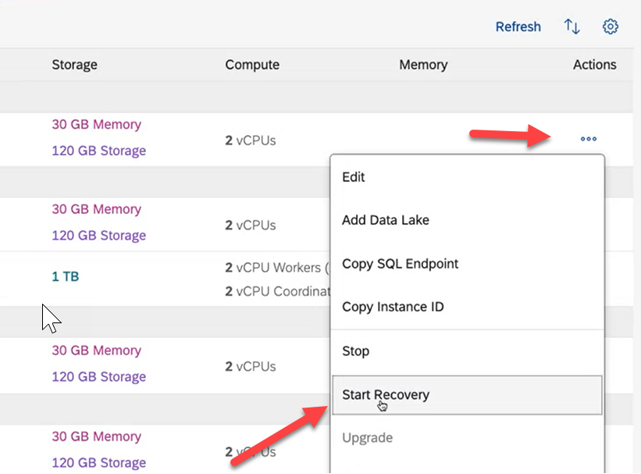 Refresh
Storage Compute Memory Actions
30 GB Memory
120 GB Storage
2 vCPUs
Edit
Add Data Lake
Copy SQL Endpoint
Copy Instance ID
Stop
Start Recovery
Upgrade
30 GB Memory
120 GB Storage
2 vCPUs
1 TB
2 vCPU Workers (
2 vCPU Coordinat
30 GB Memory
120 GB Storage
2 vCPUs
30 GB Memory
120 GB Storage
2 vCPUs